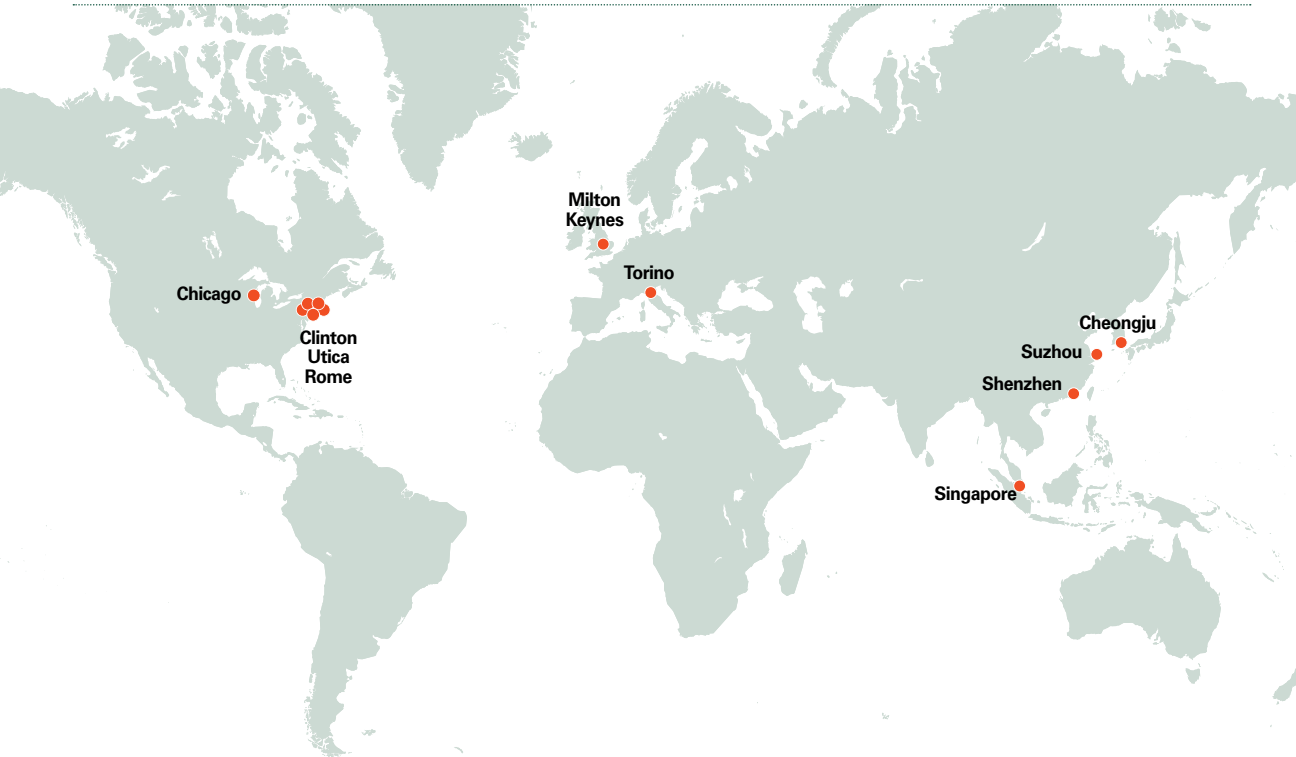 Milton
Keynes
Torino
Chicago
Clinton
Utica
Rome
Cheongju
Suzhou
Shenzhen
Singapore